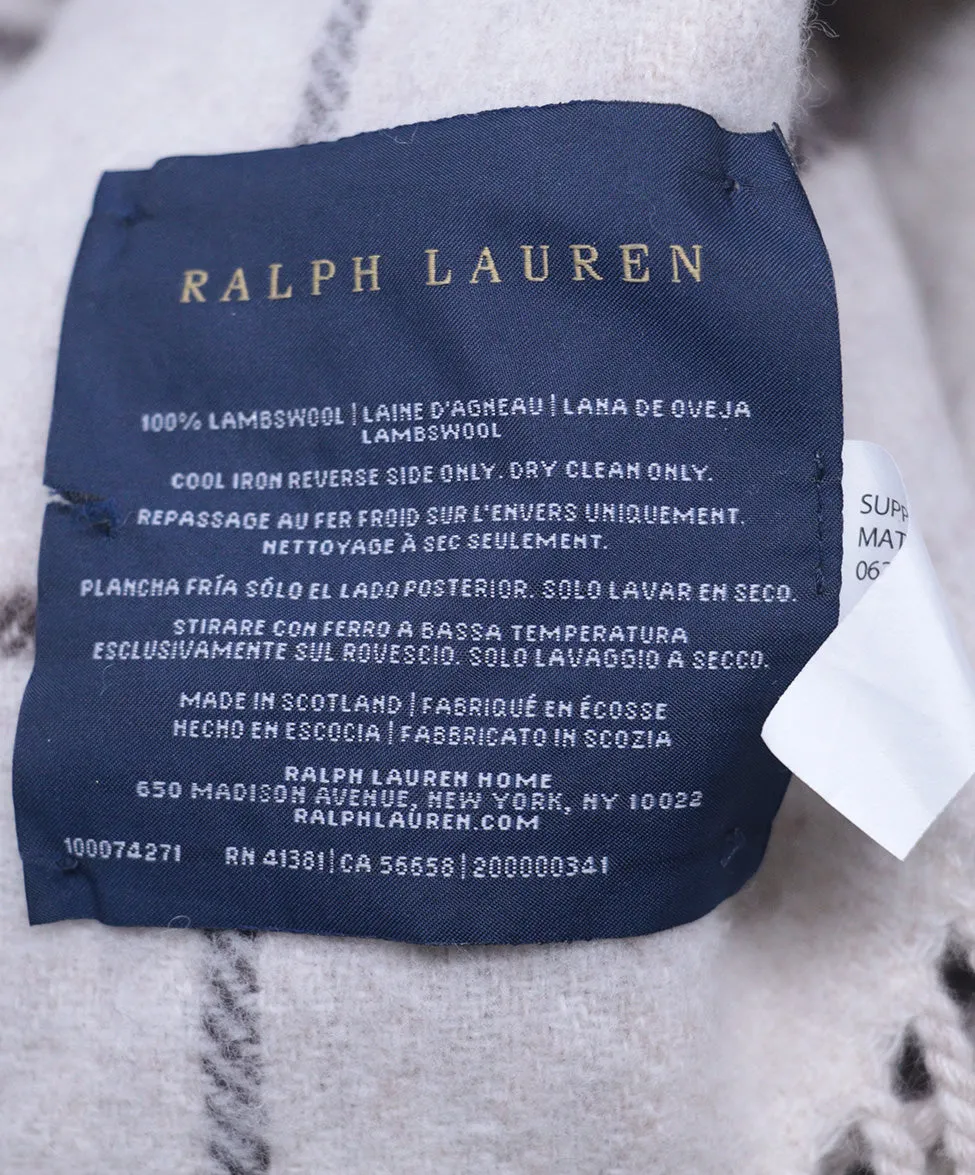 RALPH LAUREN
100% LAMBSWOOL | LAINE D'AGNEAU | LANA DE OVEJA
LAMBSWOOL
COOL IRON REVERSE SIDE ONLY. DRY CLEAN ONLY.
REPASSAGE AU FER FROID SUR L'ENVERS UNIQUEMENT.
NETTOYAGE À SEC SEULEMENT.
PLANCHA FRÍA SÓLO EL LADO POSTERIOR. SOLO LAVAR EN SECO.
STIRARE CON FERRO A BASSA TEMPERATURA
ESCLUSIVAMENTE SUL ROVESCIO. SOLO LAVAGGIO A SECCO.
MADE IN SCOTLAND | FABRIQUÉ EN ÉCOSSE
HECHO EN ESCOCIA | FABBRICATO IN SCOZIA
RALPH LAUREN HOME
650 MADISON AVENUE, NEW YORK, NY 10022
RALPHLAUREN.COM
100074271 RN 41381 | CA 56658 | 200000341
MAT